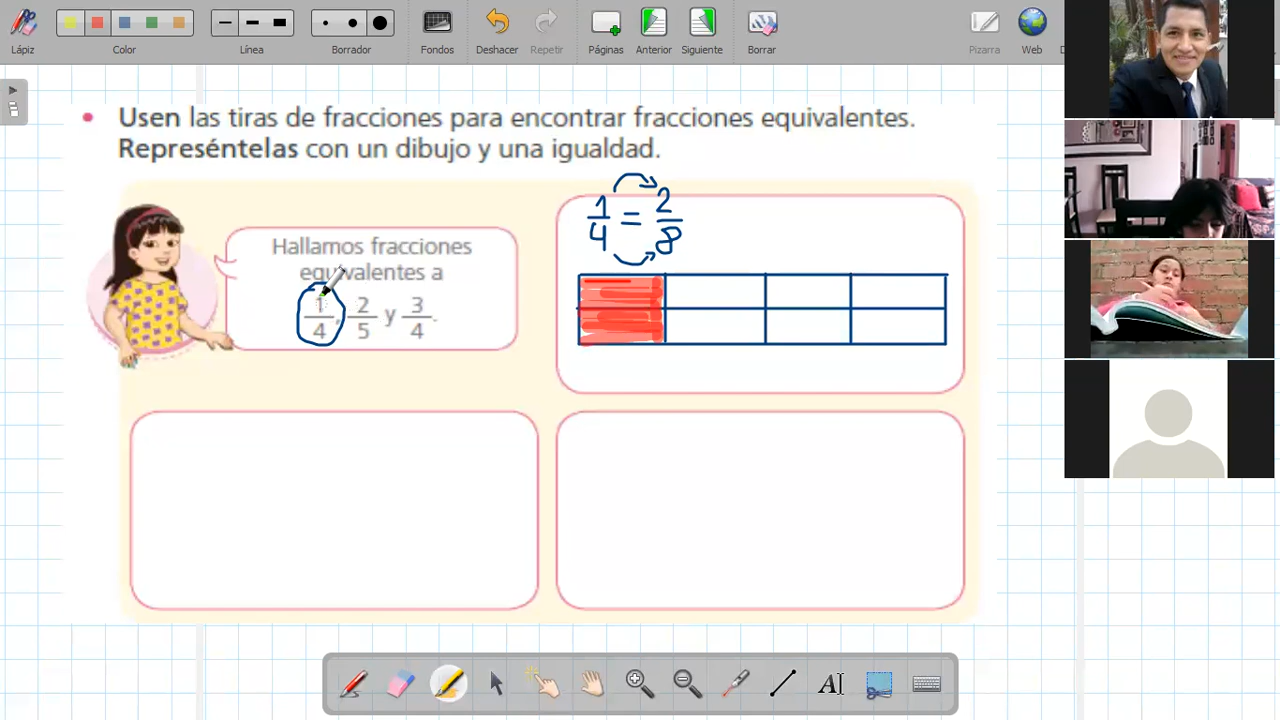 Lápiz Color Línea Borrador Fondos Deshacer Repetir Páginas Anterior Siguiente Borrar Pizarra Web
• Usen las tiras de fracciones para encontrar fracciones equivalentes.
Represéntelas con un dibujo y una igualdad.
Hallamos fracciones
equivalentes a
1/4, 2/5 y 3/4.
1/4 = 2/8